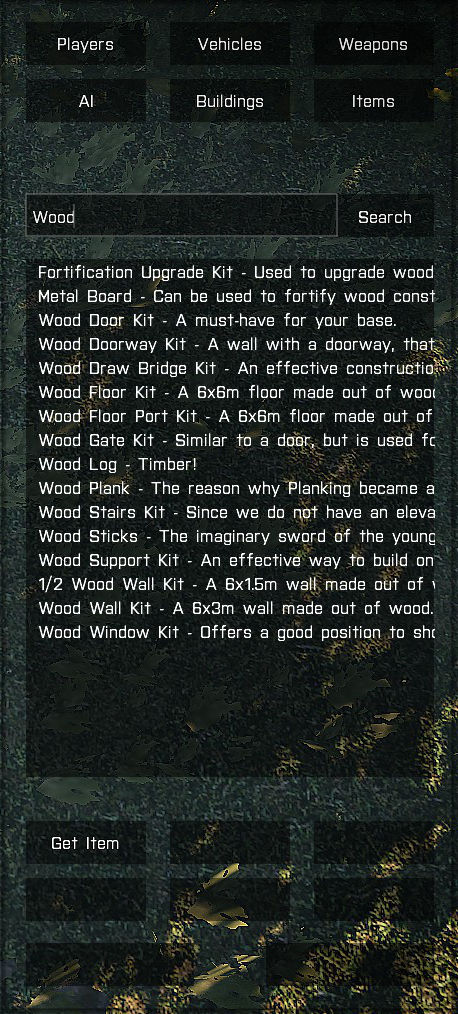 Players Vehicles Weapons
AI Buildings Items
Wood Search
Fortification Upgrade Kit - Used to upgrade wood
Metal Board - Can be used to fortify wood const
Wood Door Kit - A must-have for your base.
Wood Doorway Kit - A wall with a doorway, that
Wood Draw Bridge Kit - An effective constructio
Wood Floor Kit - A 6x6m floor made out of wood
Wood Floor Port Kit - A 6x6m floor made out of
Wood Gate Kit - Similar to a door, but is used fo
Wood Log - Timber!
Wood Plank - The reason why Planking became a
Wood Stairs Kit - Since we do not have an eleva
Wood Sticks - The imaginary sword of the young
Wood Support Kit - An effective way to build on
1/2 Wood Wall Kit - A 6x1.5m wall made out of
Wood Wall Kit - A 6x3m wall made out of wood.
Wood Window Kit - Offers a good position to sho
Get Item